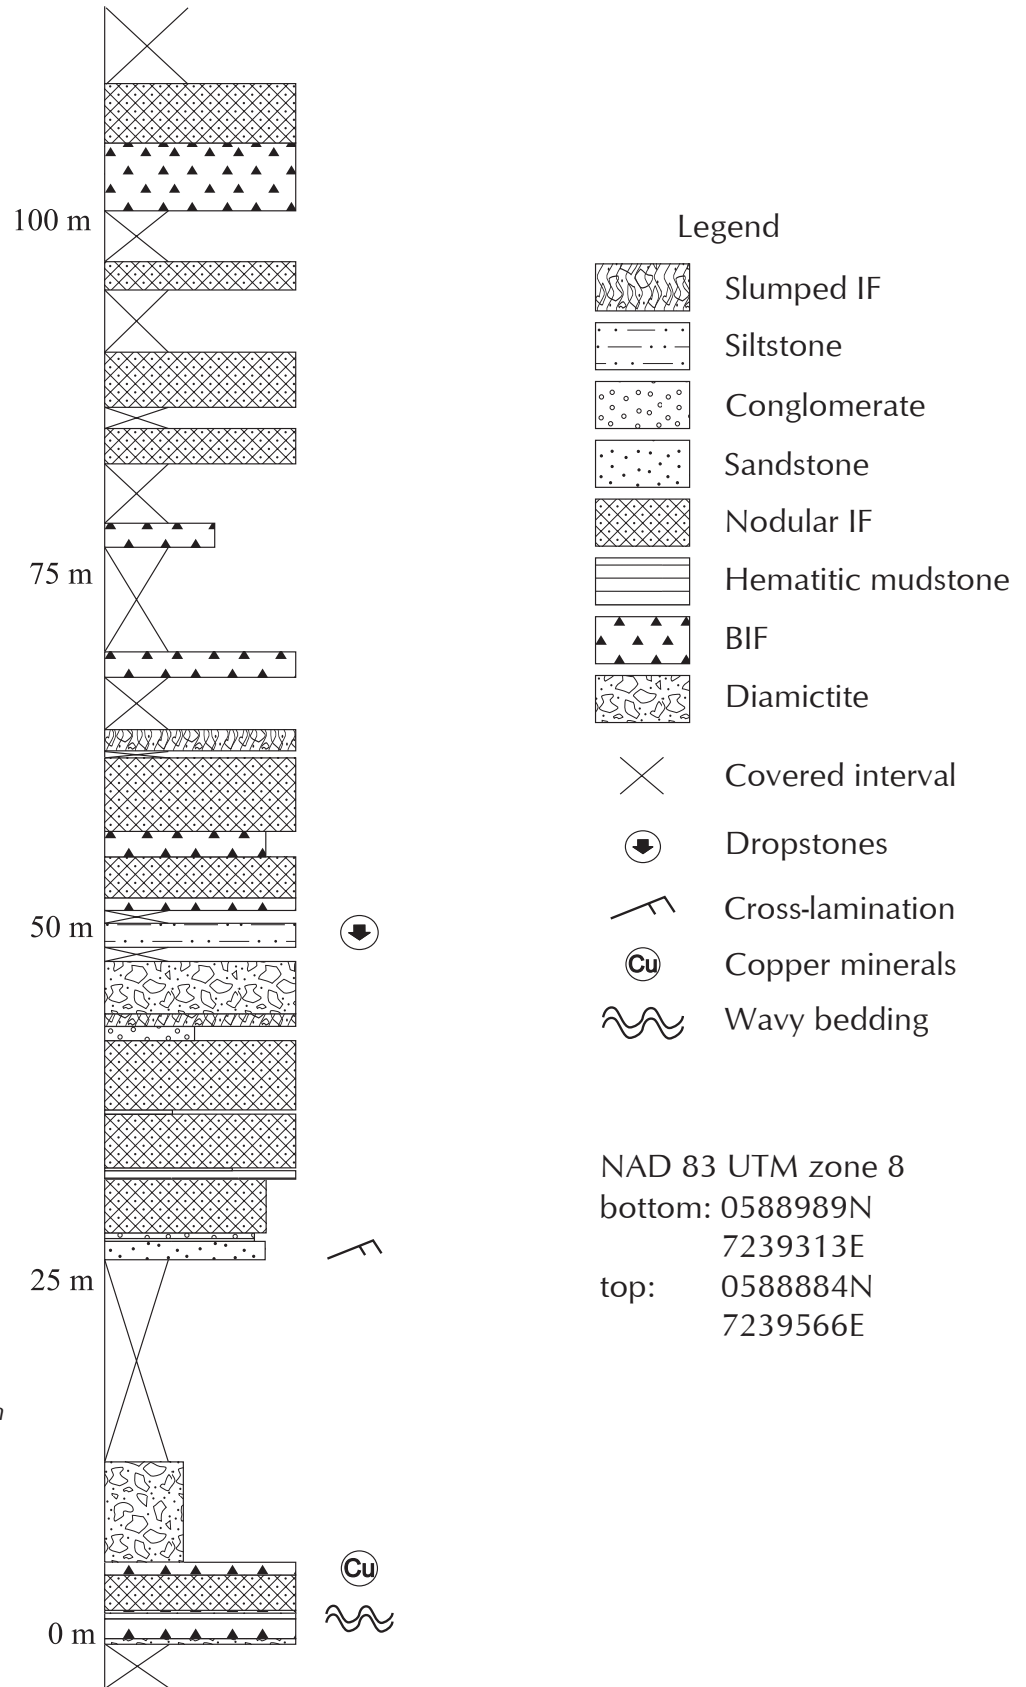 100 m
75 m
50 m
25 m
0 m
Cu
Legend
Slumped IF
Siltstone
Conglomerate
Sandstone
Nodular IF
Hematitic mudstone
BIF
Diamictite
Covered interval
Dropstones
Cross-lamination
Cu Copper minerals
Wavy bedding
NAD 83 UTM zone 8
bottom: 0588989N
7239313E
top: 0588884N
7239566E